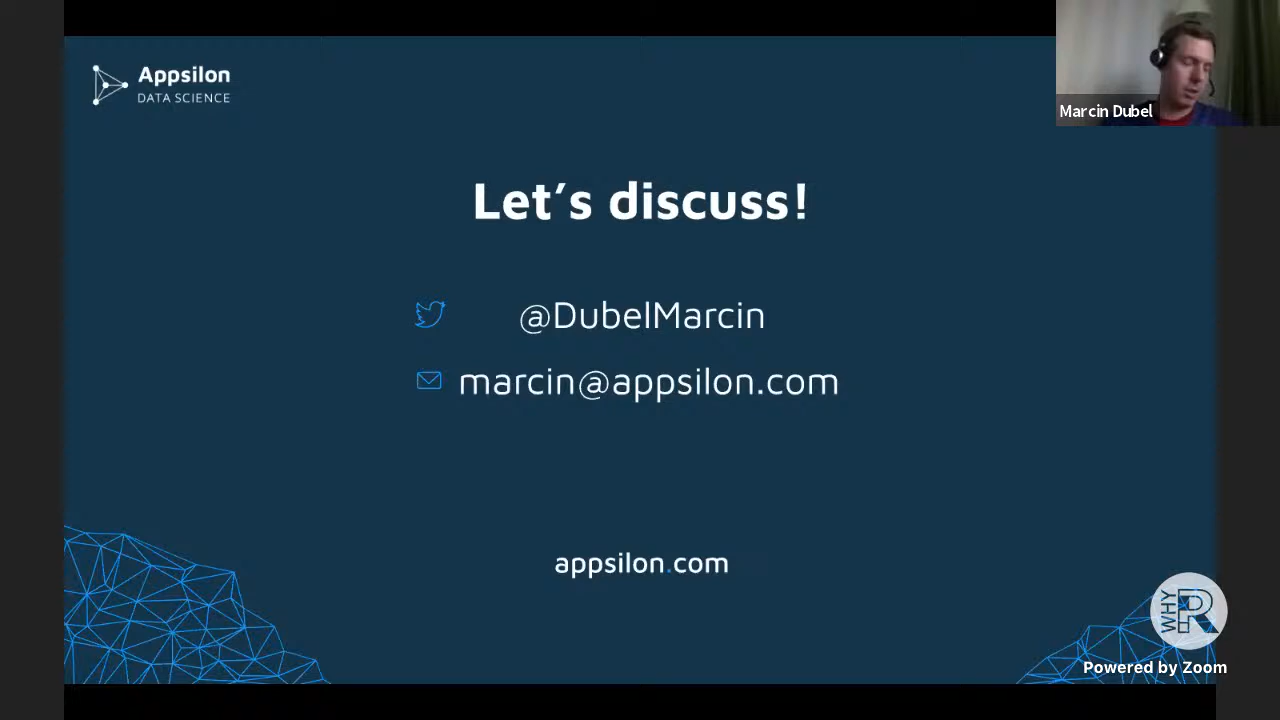 Appsilon
DATA SCIENCE
Marcin Dubel
Let's discuss!
@DubelMarcin
marcin@appsilon.com
appsilon.com
WHY R
Powered by Zoom